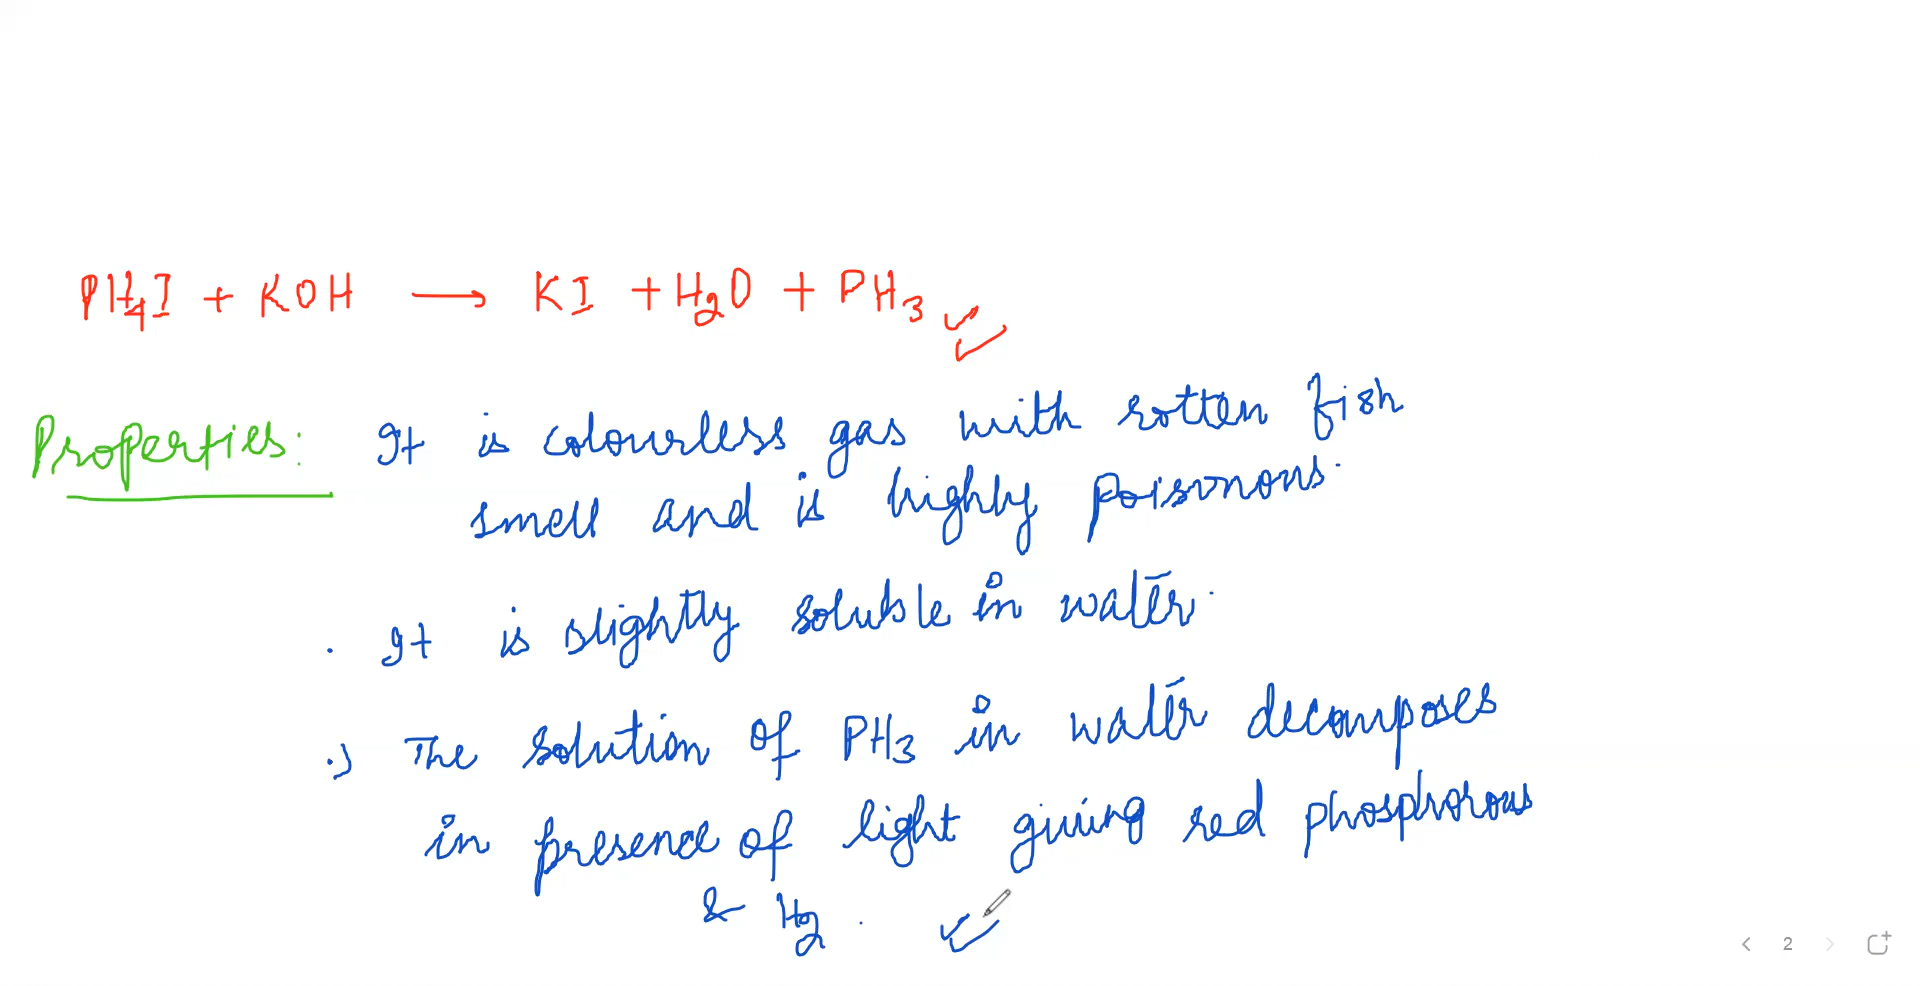 PH₄I + KOH ⟶ KI + H₂O + PH₃
Properties: It is colourless gas with rotten fish
smell and is highly poisonous.
. It is slightly soluble in water.
.) The solution of PH₃ in water decomposes
in presence of light giving red phosphorous
& H₂ .
2